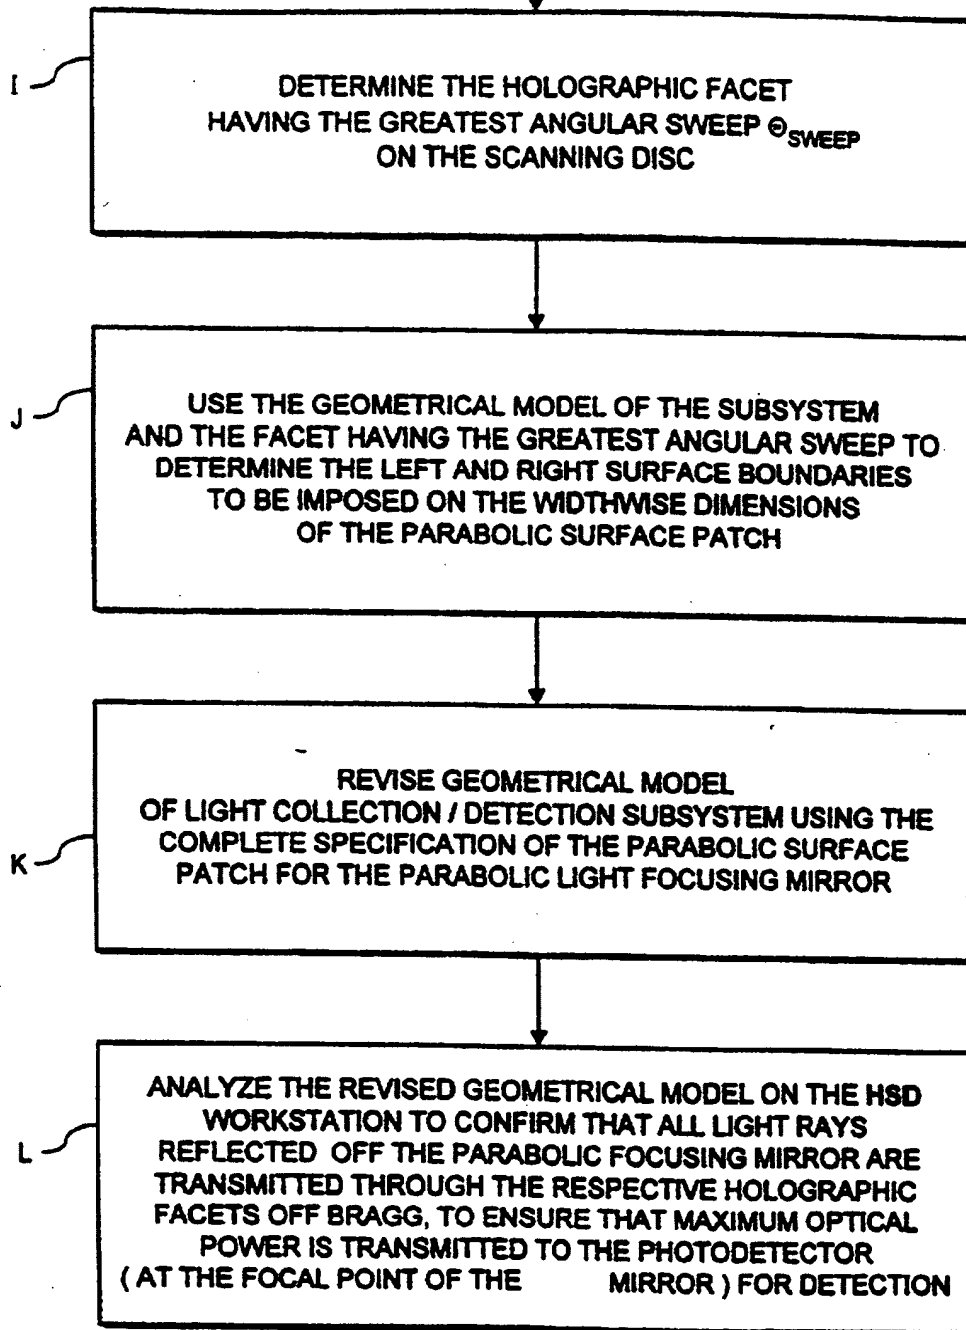 I
DETERMINE THE HOLOGRAPHIC FACET
HAVING THE GREATEST ANGULAR SWEEP Θ_SWEEP
ON THE SCANNING DISC
J
USE THE GEOMETRICAL MODEL OF THE SUBSYSTEM
AND THE FACET HAVING THE GREATEST ANGULAR SWEEP TO
DETERMINE THE LEFT AND RIGHT SURFACE BOUNDARIES
TO BE IMPOSED ON THE WIDTHWISE DIMENSIONS
OF THE PARABOLIC SURFACE PATCH
K
REVISE GEOMETRICAL MODEL
OF LIGHT COLLECTION / DETECTION SUBSYSTEM USING THE
COMPLETE SPECIFICATION OF THE PARABOLIC SURFACE
PATCH FOR THE PARABOLIC LIGHT FOCUSING MIRROR
L
ANALYZE THE REVISED GEOMETRICAL MODEL ON THE HSD
WORKSTATION TO CONFIRM THAT ALL LIGHT RAYS
REFLECTED OFF THE PARABOLIC FOCUSING MIRROR ARE
TRANSMITTED THROUGH THE RESPECTIVE HOLOGRAPHIC
FACETS OFF BRAGG, TO ENSURE THAT MAXIMUM OPTICAL
POWER IS TRANSMITTED TO THE PHOTODETECTOR
( AT THE FOCAL POINT OF THE MIRROR ) FOR DETECTION